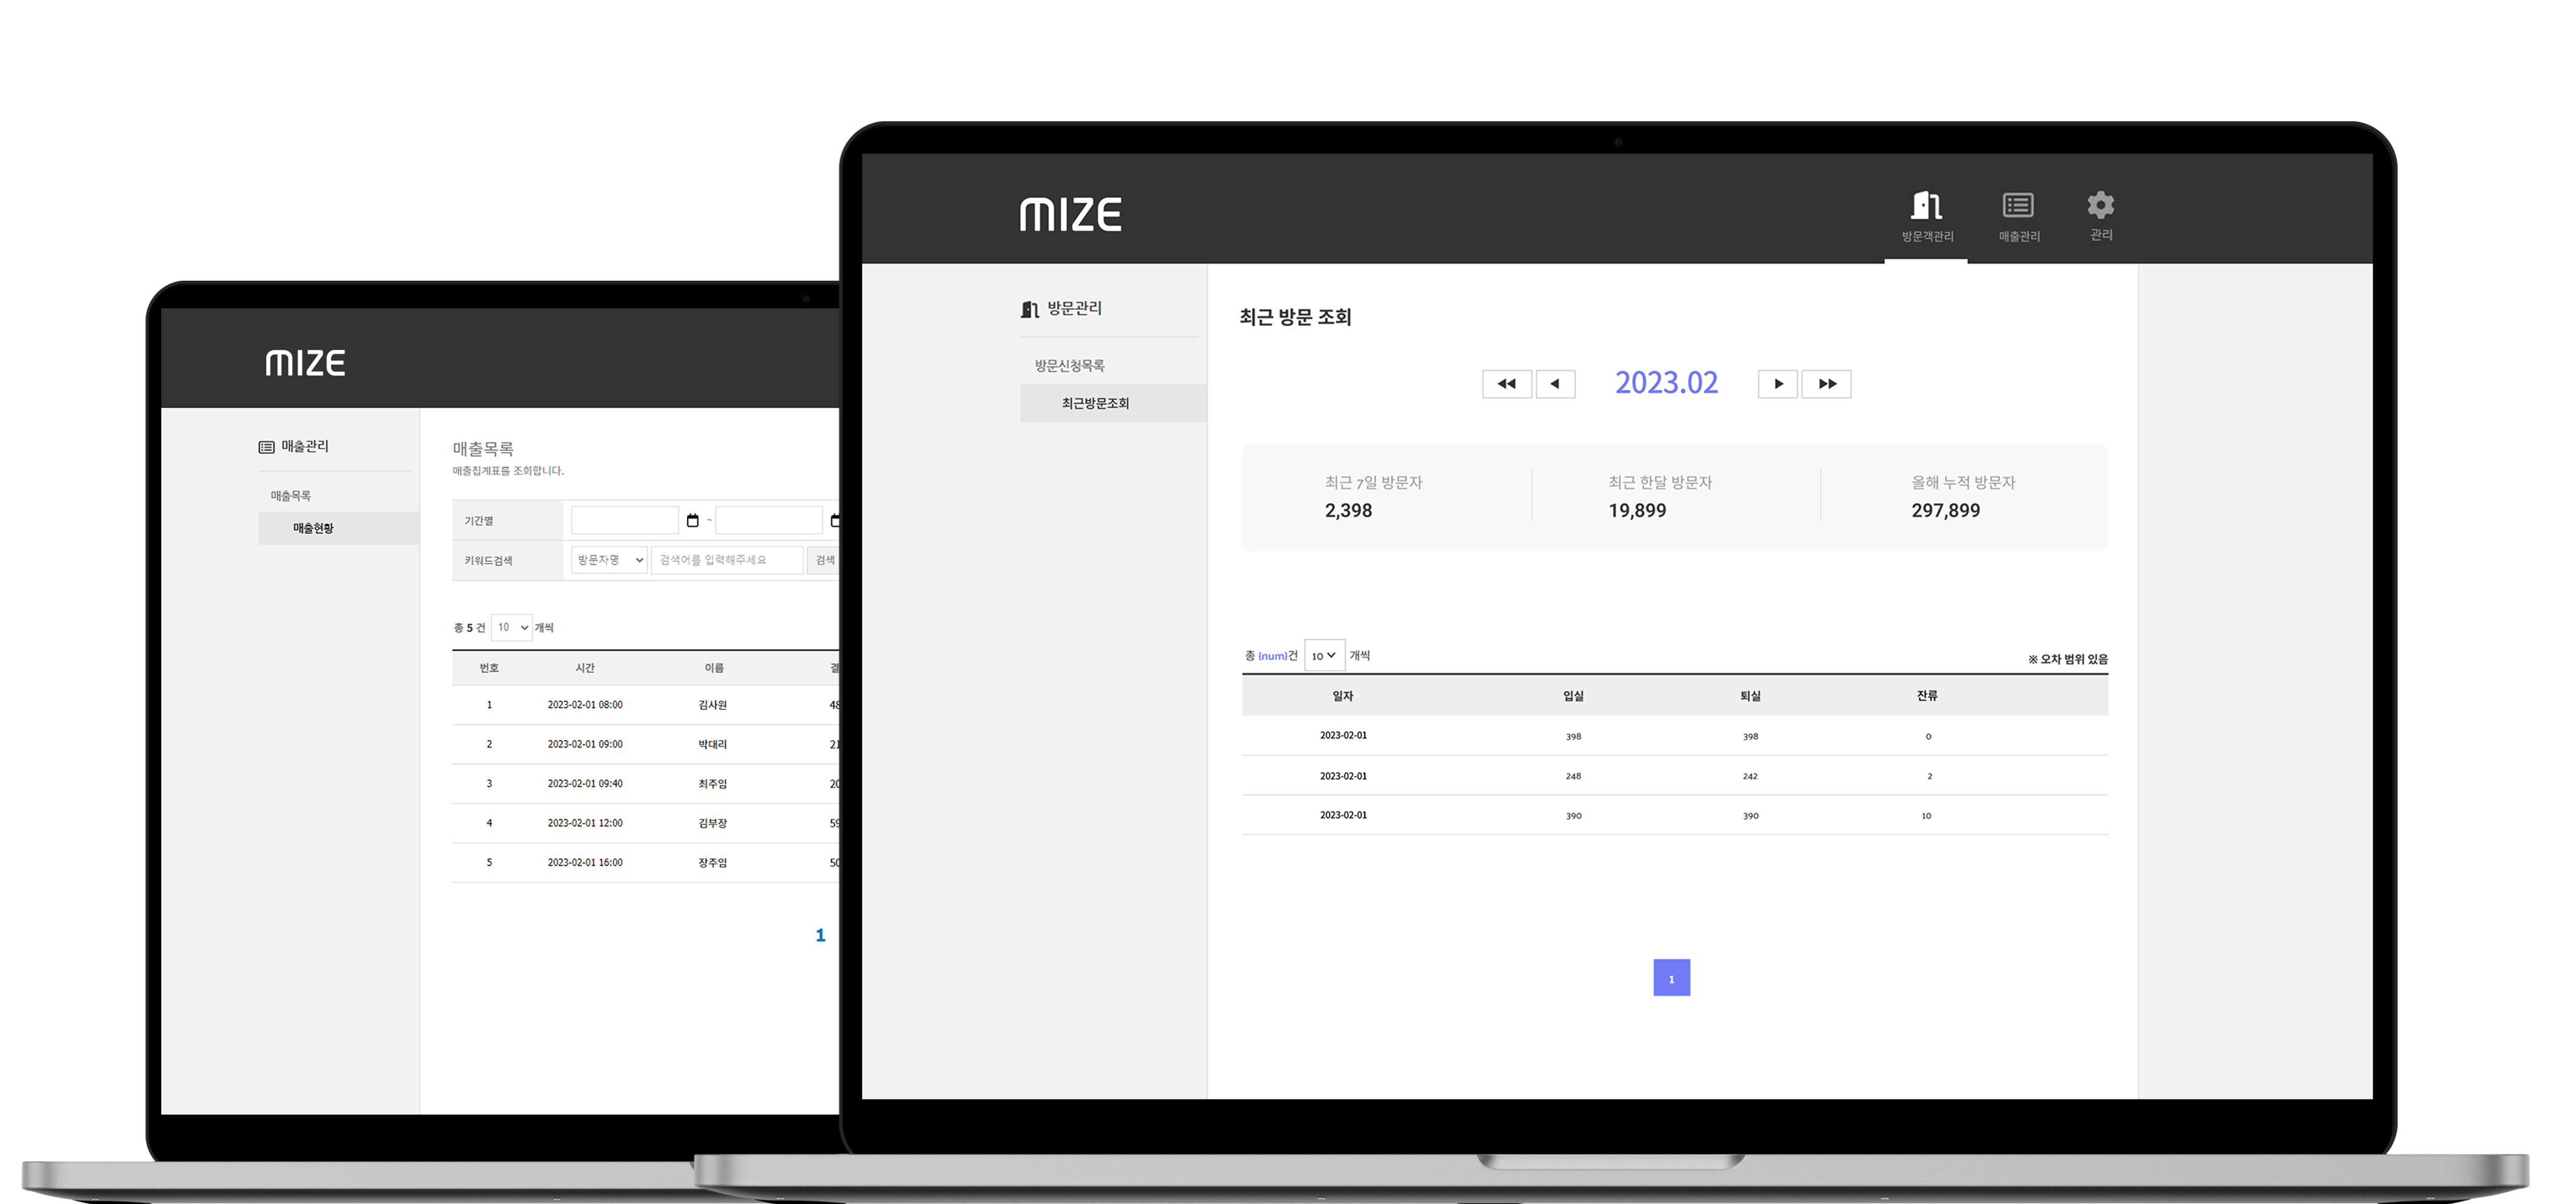 MIZE
매출관리
매출목록
매출현황
매출목록
매출집계표를 조회합니다.
기간별 ~
키워드검색 방문자명 검색어를 입력해주세요 검색
총 5 건 10 개씩
번호 시간 이름
1 2023-02-01 08:00 김사원 48
2 2023-02-01 09:00 박대리 21
3 2023-02-01 09:40 최주임 20
4 2023-02-01 12:00 김부장 59
5 2023-02-01 16:00 장주임 50
1
MIZE
방문객관리 매출관리 관리
방문관리
방문신청목록
최근방문조회
최근 방문 조회
2023.02
최근 7일 방문자 최근 한달 방문자 올해 누적 방문자
2,398 19,899 297,899
총 {num}건 10 개씩 ※ 오차 범위 있음
일자 입실 퇴실 잔류
2023-02-01 398 398 0
2023-02-01 248 242 2
2023-02-01 390 390 10
1